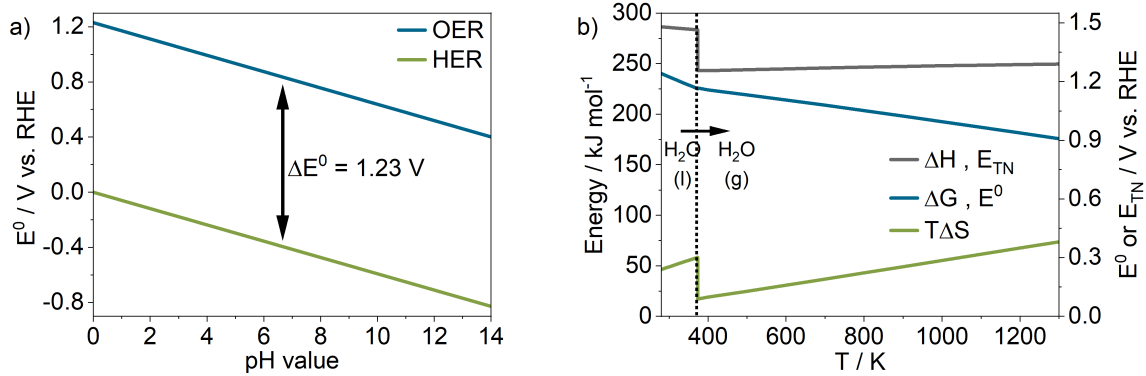 a)
1.2
0.8
0.4
0.0
-0.4
-0.8
E⁰ / V vs. RHE
OER
HER
ΔE⁰ = 1.23 V
0
2
4
6
8
10
12
14
pH value
b)
300
250
200
150
100
50
0
Energy / kJ mol⁻¹
H₂O
(l)
H₂O
(g)
ΔH , E_TN
ΔG , E⁰
TΔS
1.5
1.2
0.9
0.6
0.3
0.0
E⁰ or E_TN / V vs. RHE
400
600
800
1000
1200
T / K